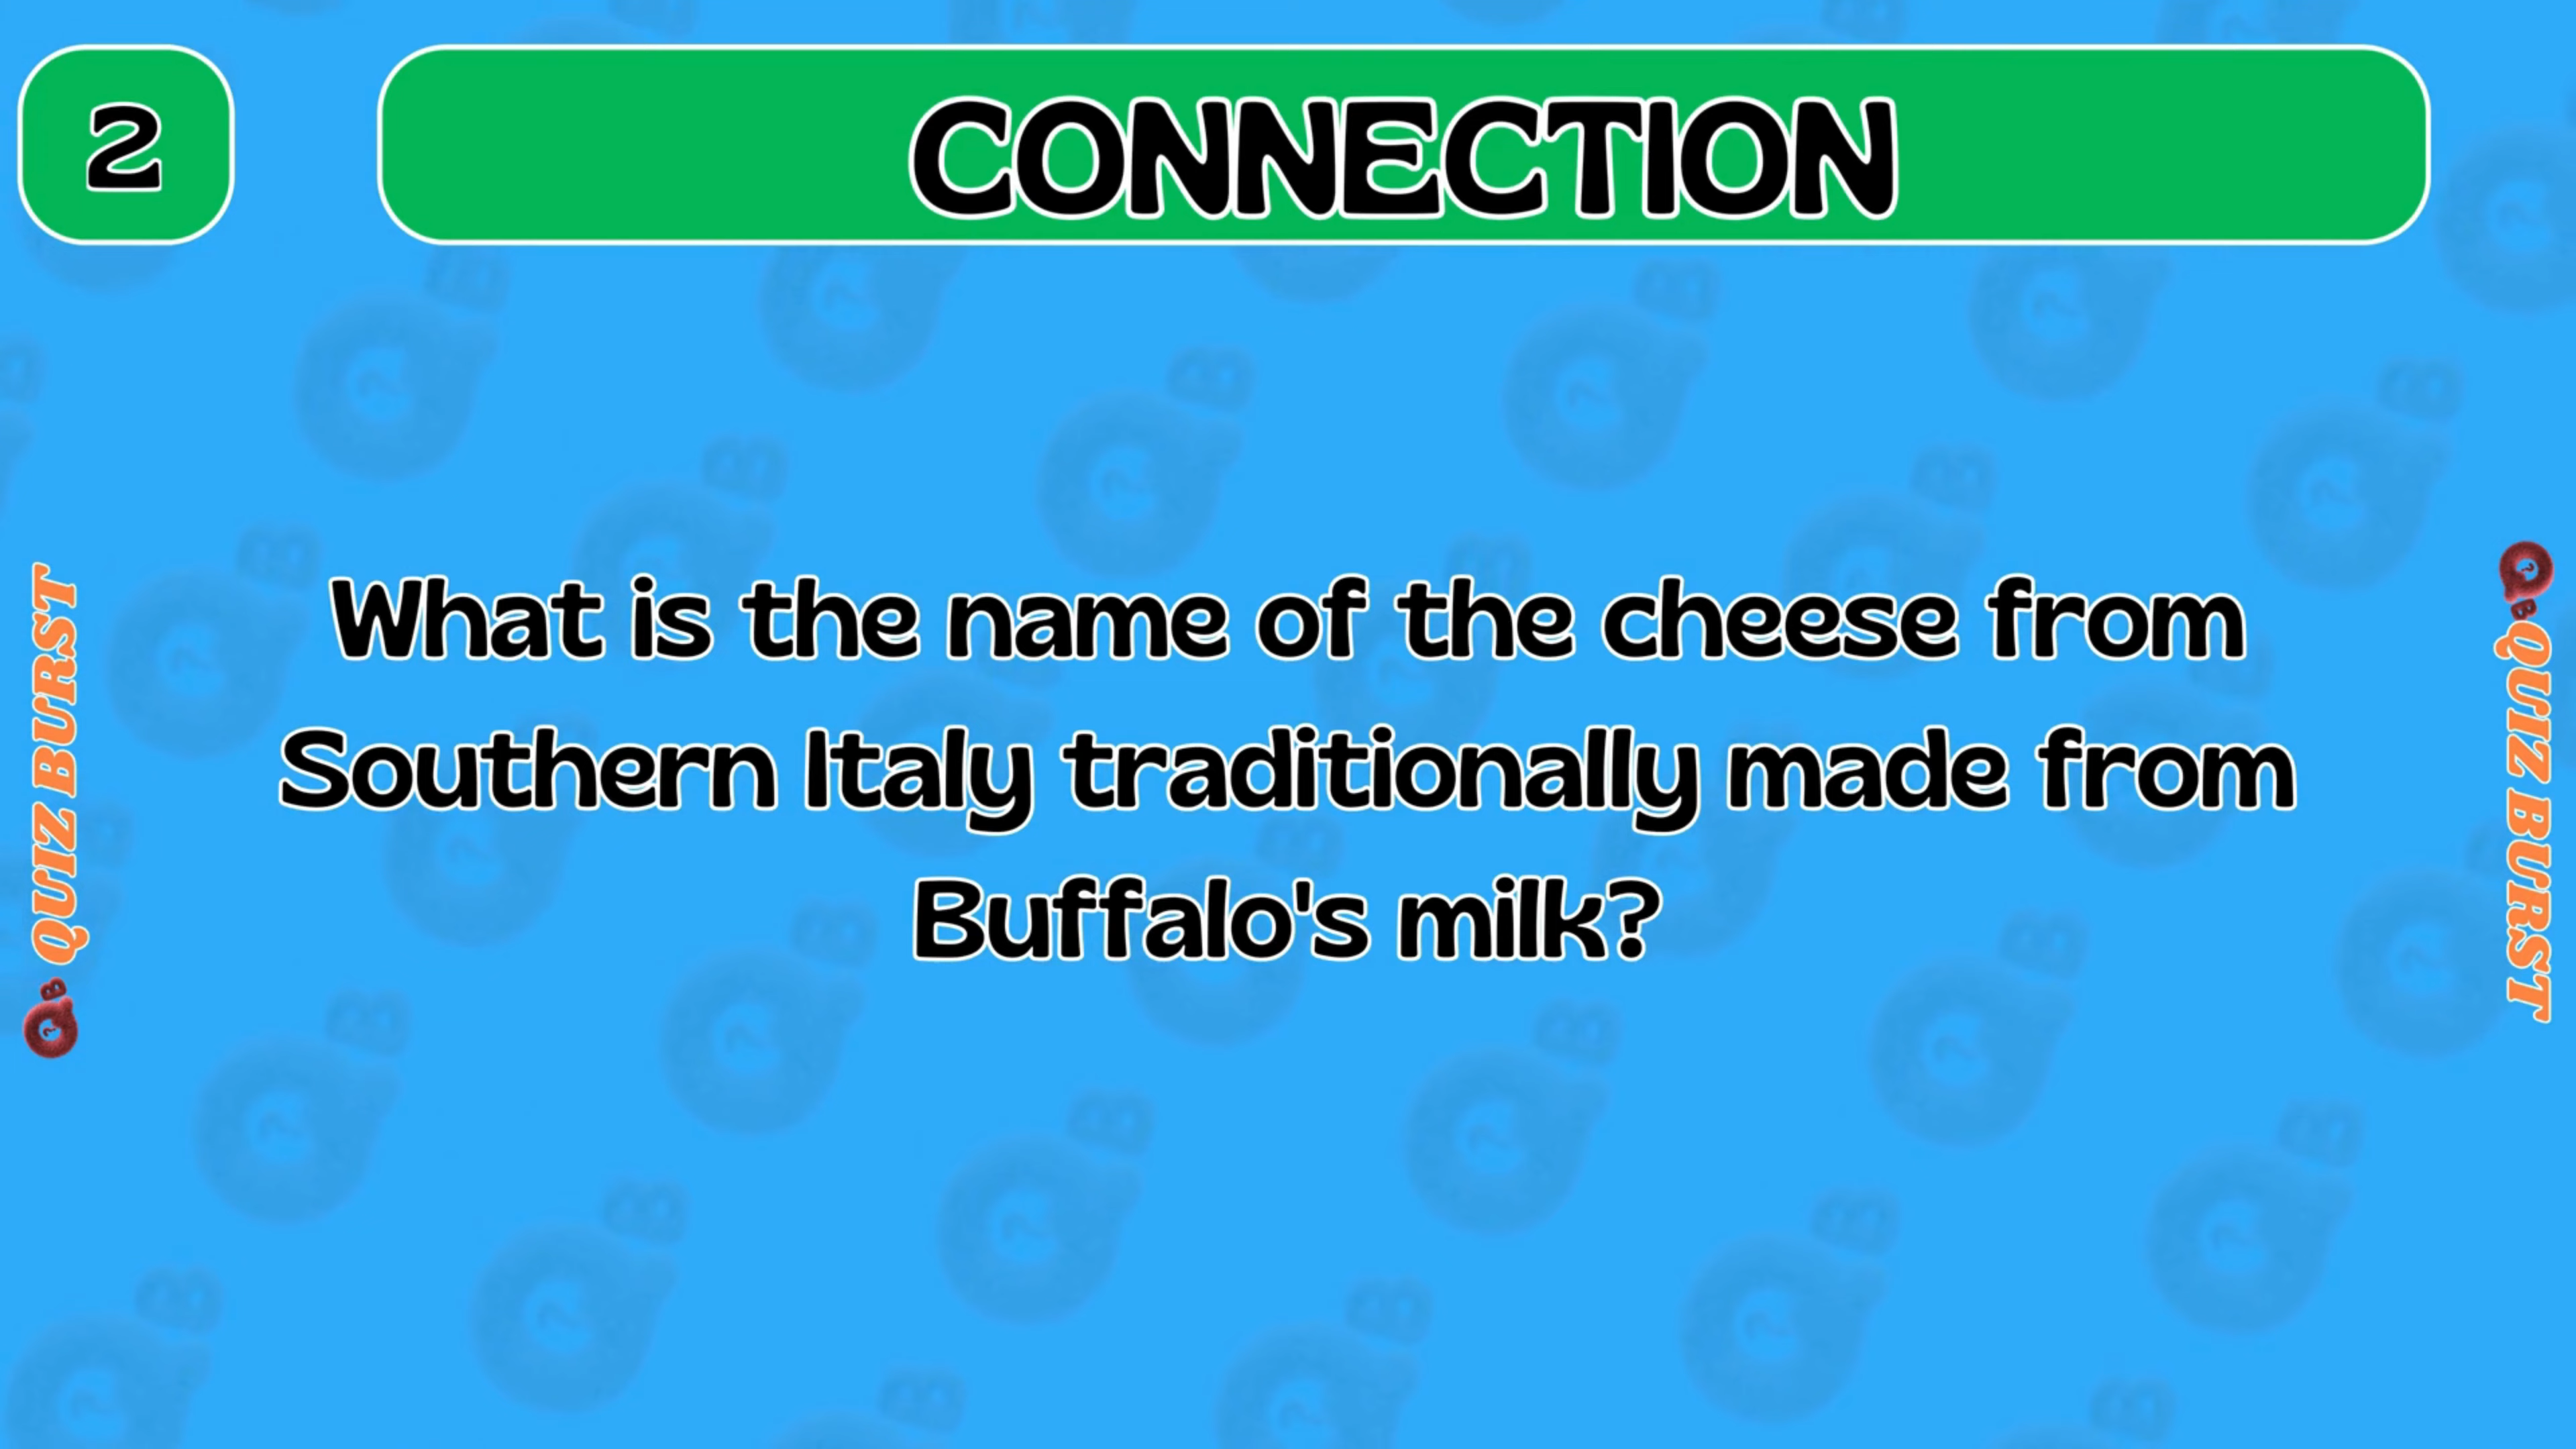 2
CONNECTION
What is the name of the cheese from
Southern Italy traditionally made from
Buffalo's milk?
QUIZ BURST
QUIZ BURST